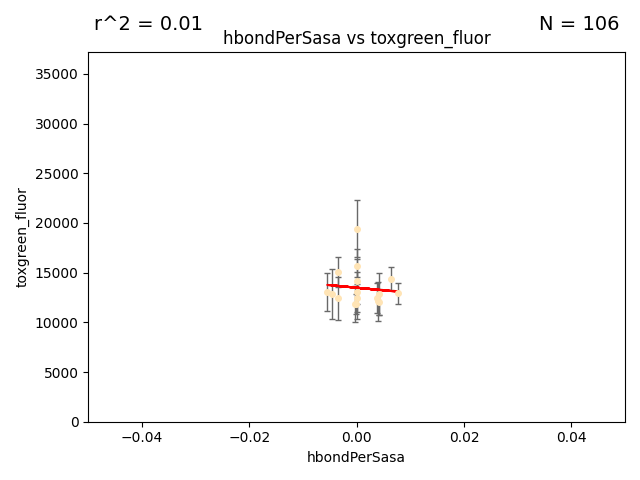 r^2 = 0.01
N = 106
hbondPerSasa vs toxgreen_fluor
35000
30000
25000
20000
15000
10000
5000
0
toxgreen_fluor
−0.04
−0.02
0.00
0.02
0.04
hbondPerSasa